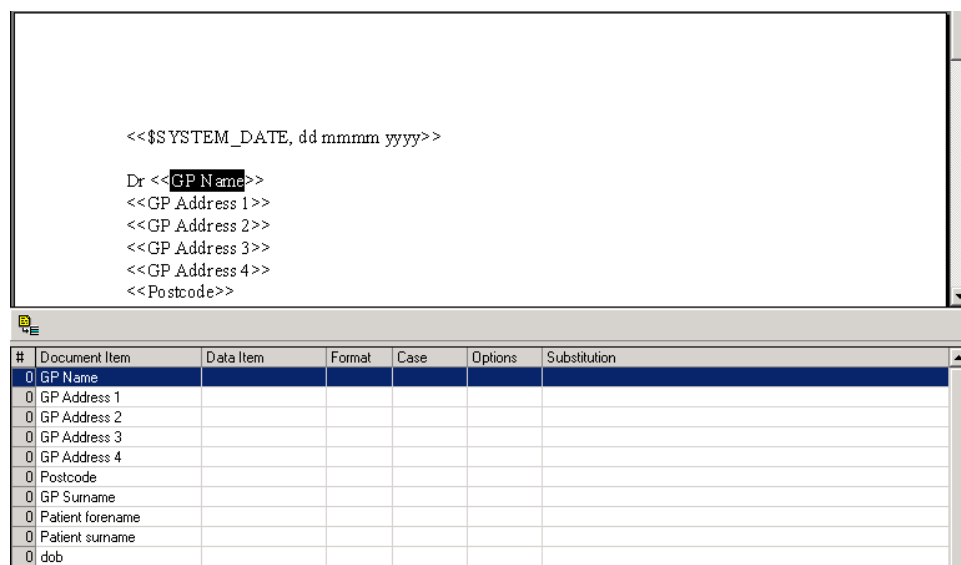 <<$SYSTEM_DATE, dd mmmm yyyy>>
Dr <<GP Name>>
<<GP Address 1>>
<<GP Address 2>>
<<GP Address 3>>
<<GP Address 4>>
<<Postcode>>
# Document Item Data Item Format Case Options Substitution
0 GP Name
0 GP Address 1
0 GP Address 2
0 GP Address 3
0 GP Address 4
0 Postcode
0 GP Surname
0 Patient forename
0 Patient surname
0 dob